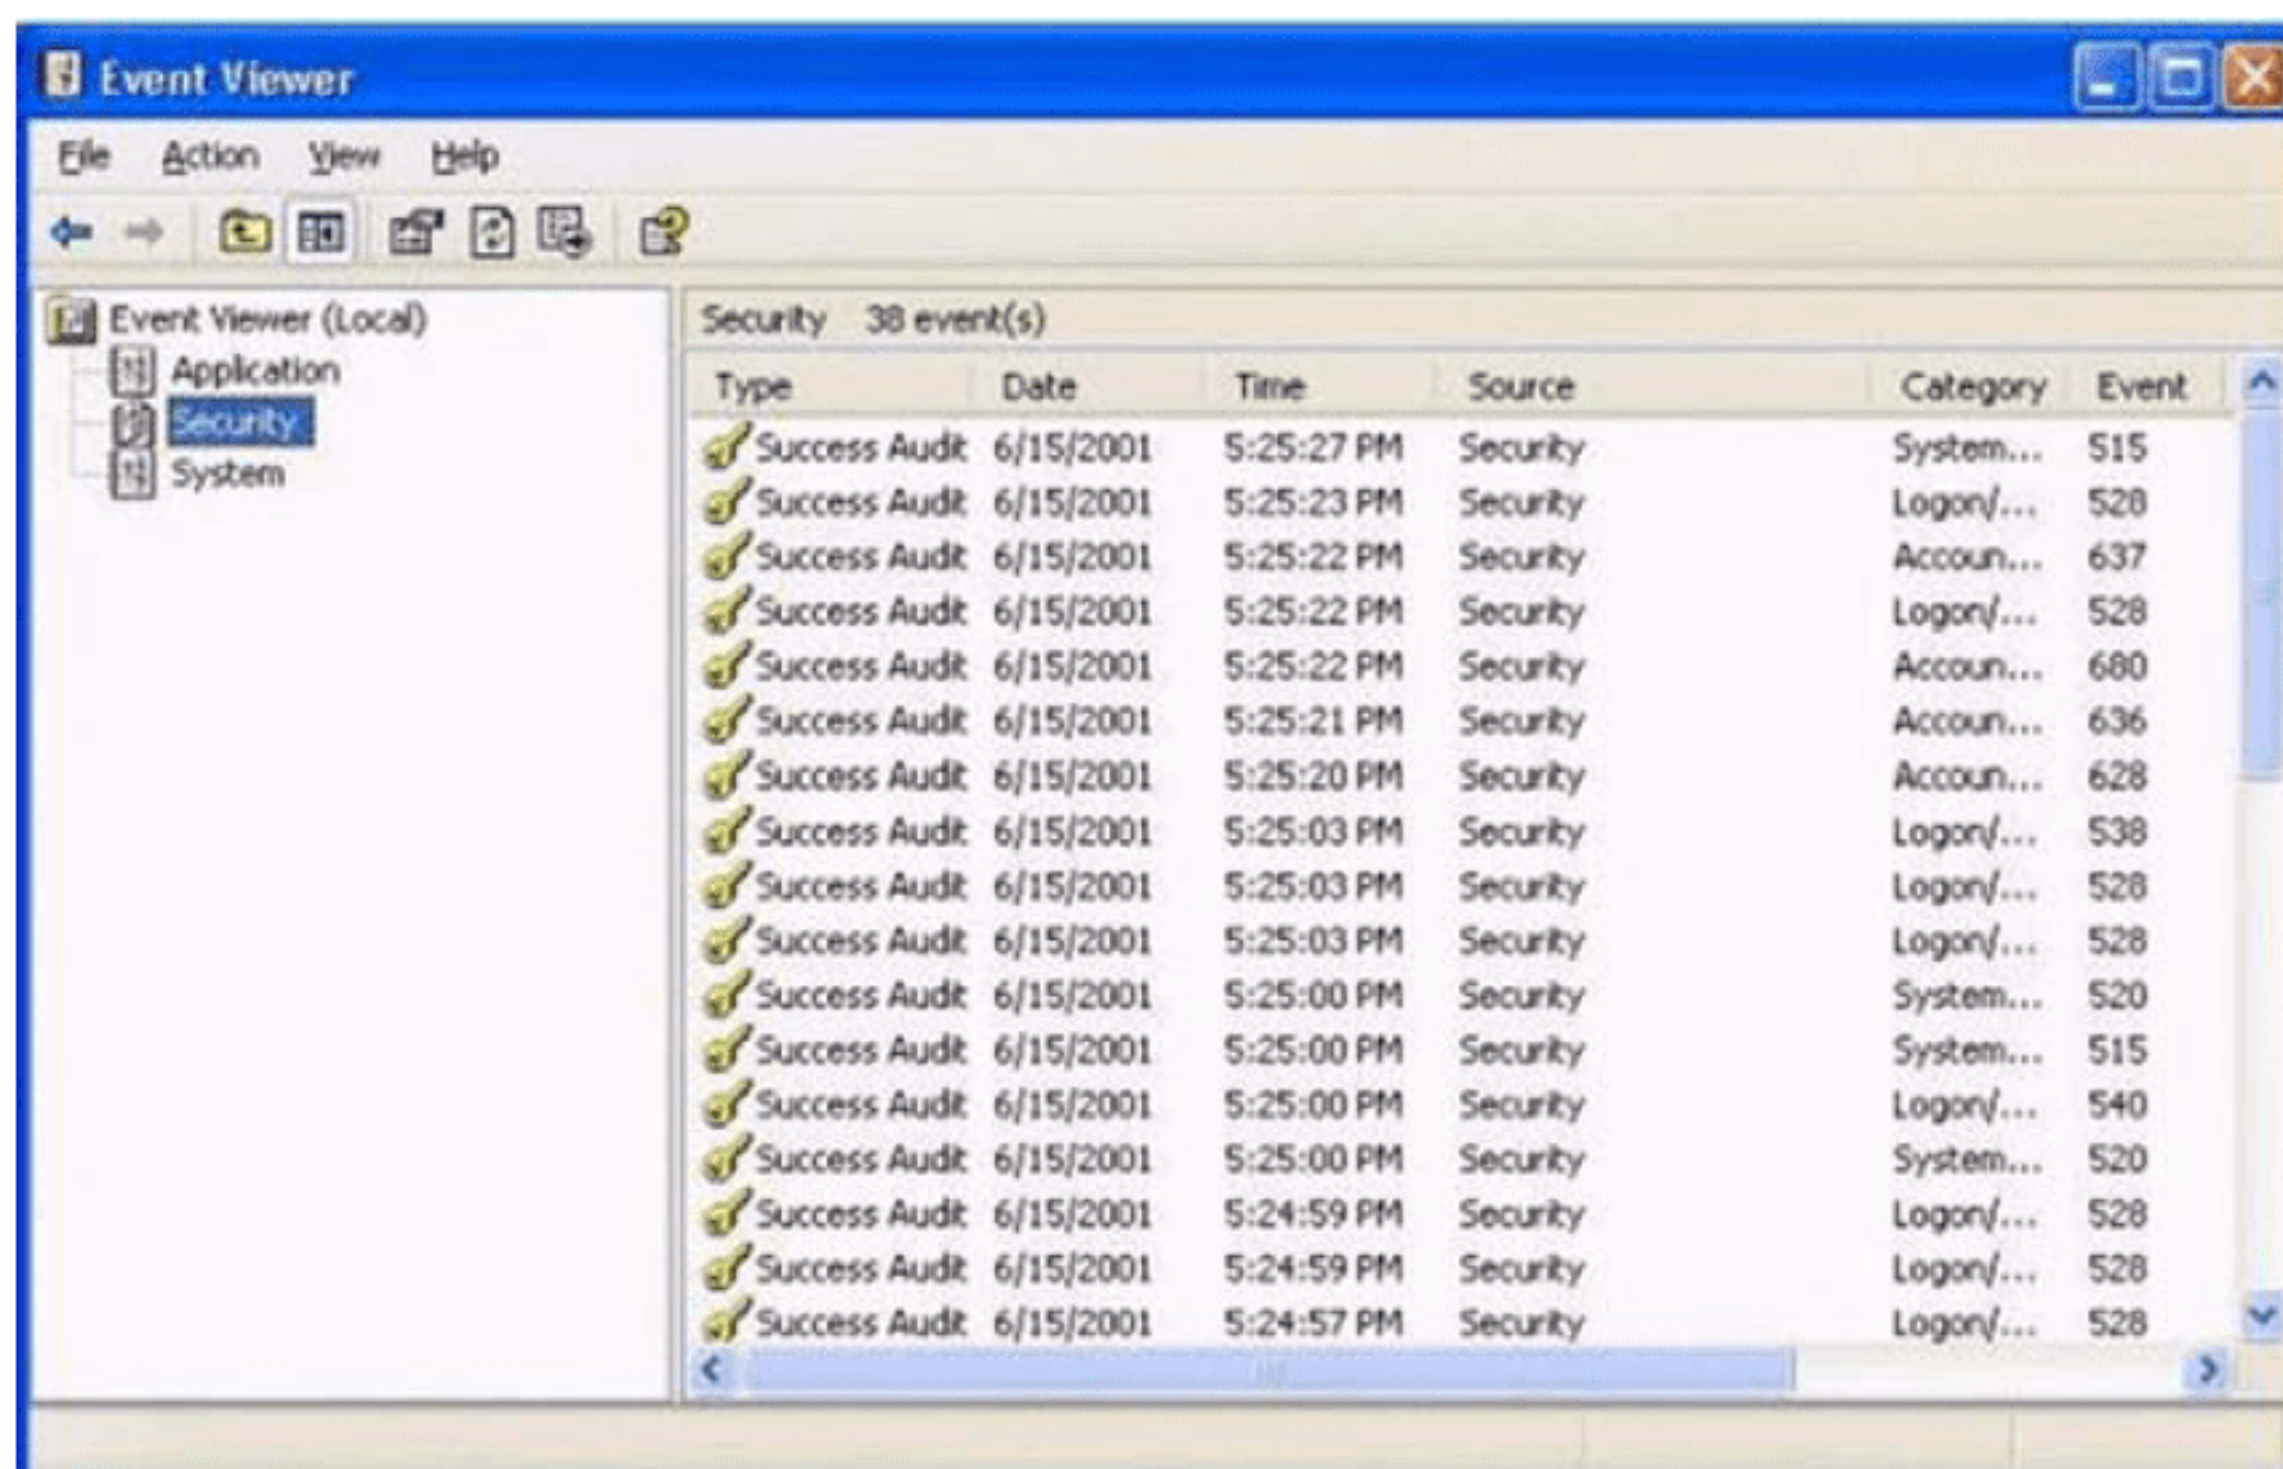 Event Viewer
File Action View Help
Event Viewer (Local)
Application
Security
System
Security 38 event(s)
Type Date Time Source Category Event
Success Audit 6/15/2001 5:25:27 PM Security System... 515
Success Audit 6/15/2001 5:25:23 PM Security Logon/... 528
Success Audit 6/15/2001 5:25:22 PM Security Accoun... 637
Success Audit 6/15/2001 5:25:22 PM Security Logon/... 528
Success Audit 6/15/2001 5:25:22 PM Security Accoun... 680
Success Audit 6/15/2001 5:25:21 PM Security Accoun... 636
Success Audit 6/15/2001 5:25:20 PM Security Accoun... 628
Success Audit 6/15/2001 5:25:03 PM Security Logon/... 538
Success Audit 6/15/2001 5:25:03 PM Security Logon/... 528
Success Audit 6/15/2001 5:25:03 PM Security Logon/... 528
Success Audit 6/15/2001 5:25:00 PM Security System... 520
Success Audit 6/15/2001 5:25:00 PM Security System... 515
Success Audit 6/15/2001 5:25:00 PM Security Logon/... 540
Success Audit 6/15/2001 5:25:00 PM Security System... 520
Success Audit 6/15/2001 5:24:59 PM Security Logon/... 528
Success Audit 6/15/2001 5:24:59 PM Security Logon/... 528
Success Audit 6/15/2001 5:24:57 PM Security Logon/... 528